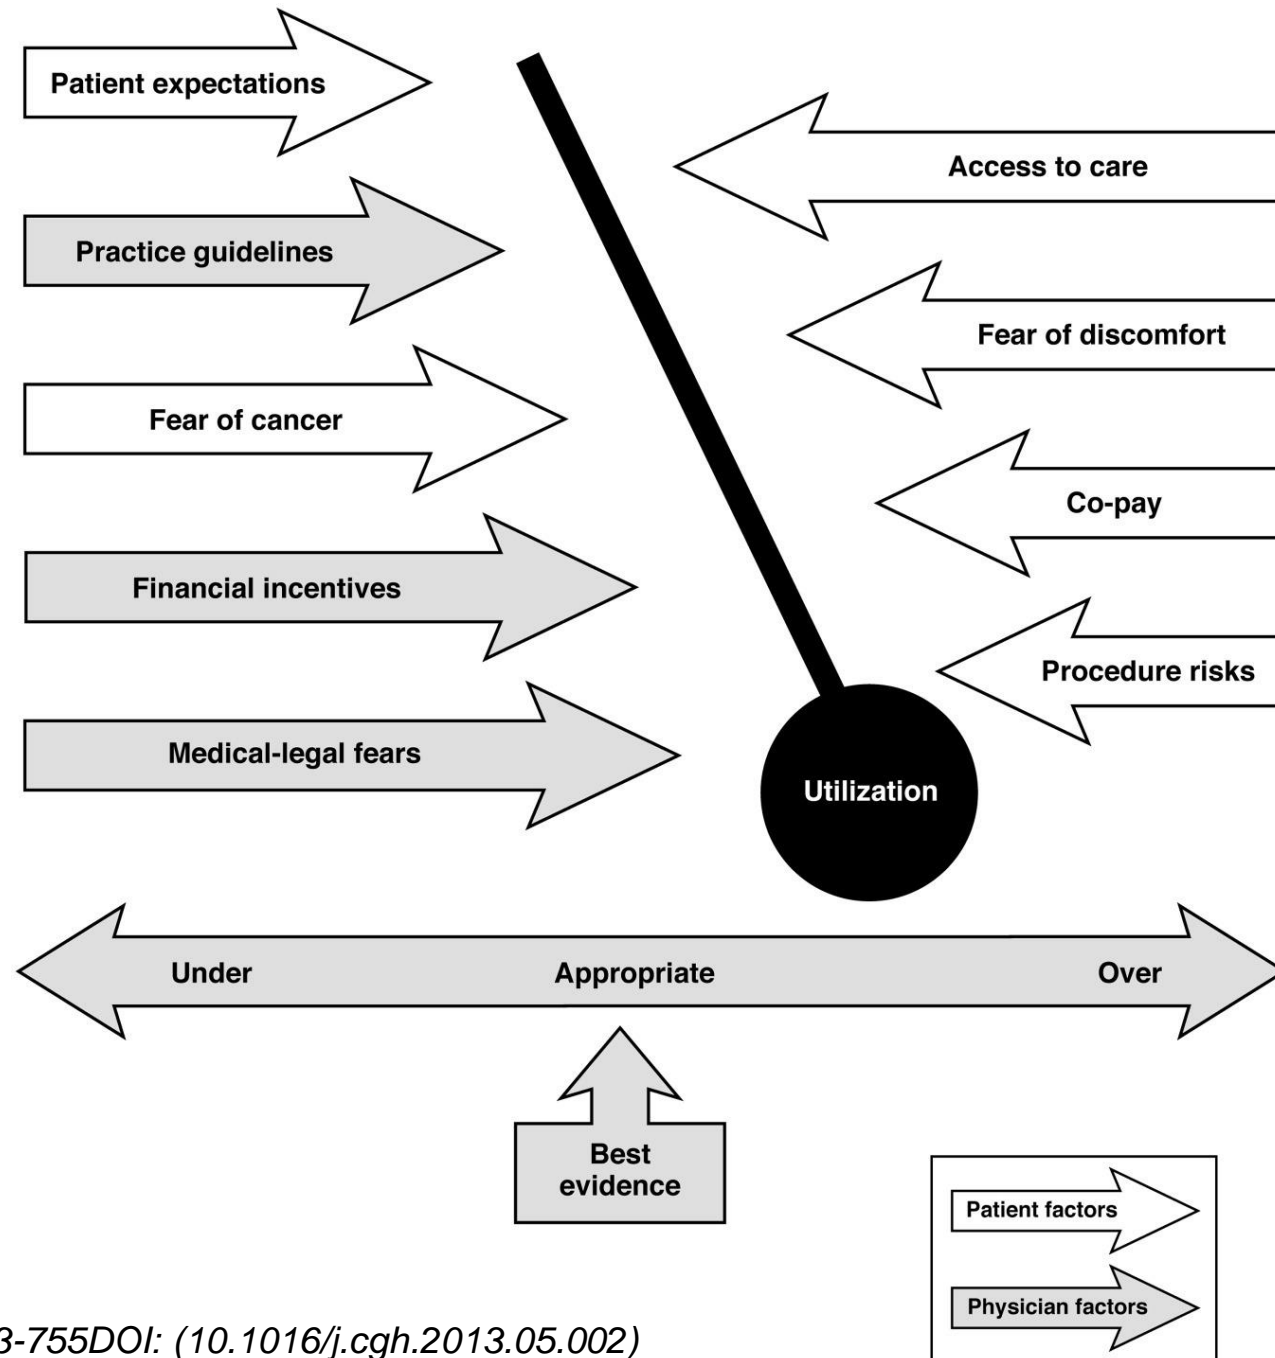 Patient expectations
Access to care
Practice guidelines
Fear of discomfort
Fear of cancer
Co-pay
Financial incentives
Procedure risks
Medical-legal fears
Utilization
Under
Appropriate
Over
Best
evidence
Patient factors
Physician factors
3-755DOI: (10.1016/j.cgh.2013.05.002)